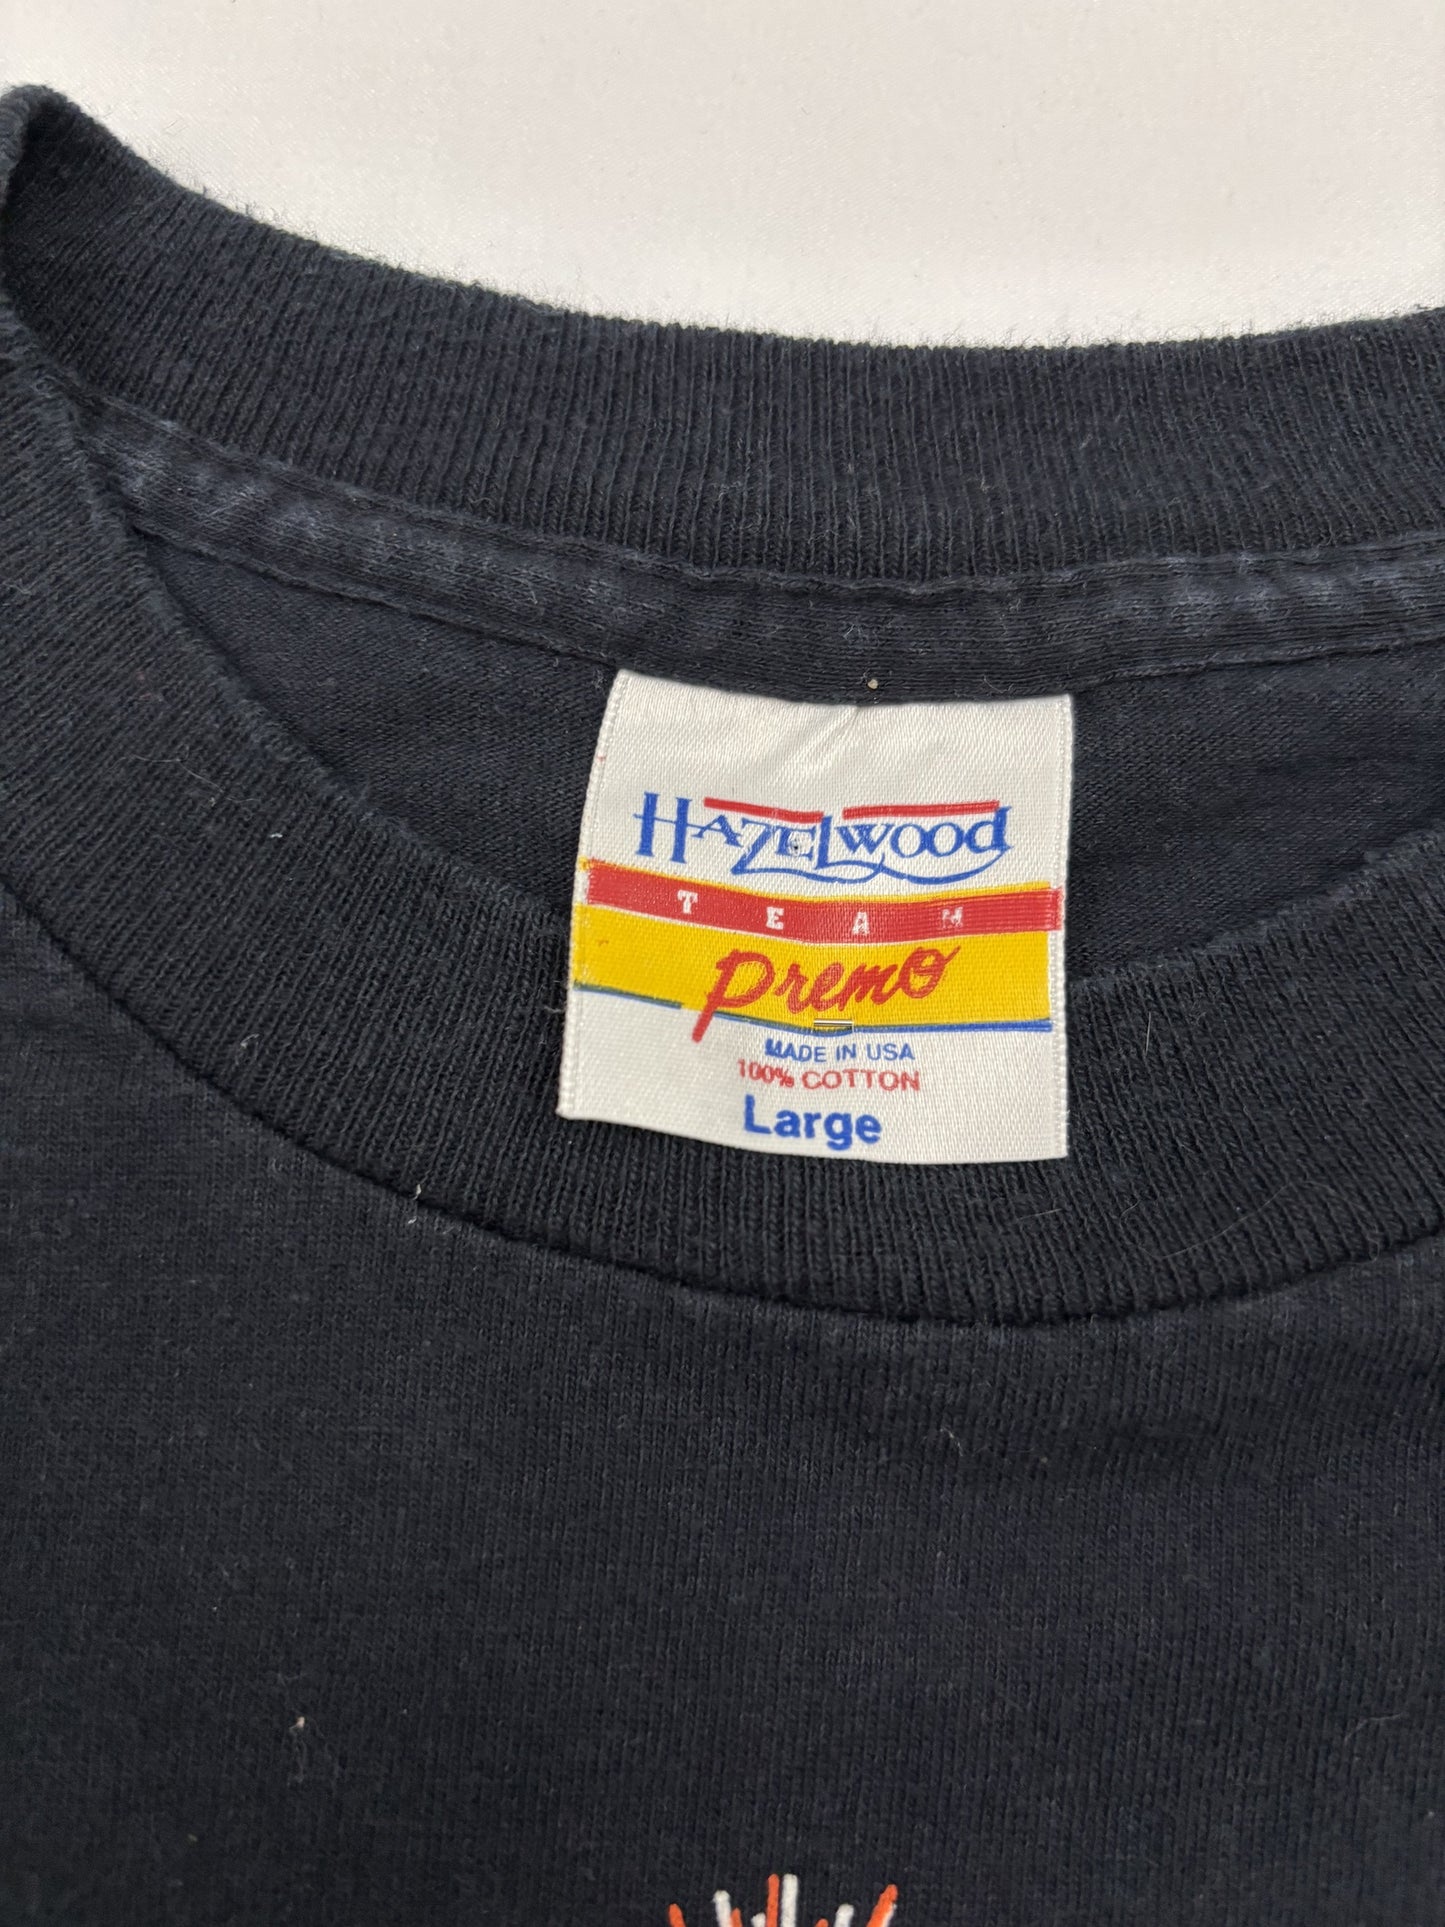 HAZELWOOD
TEAM
Premo
MADE IN USA
100% COTTON
Large